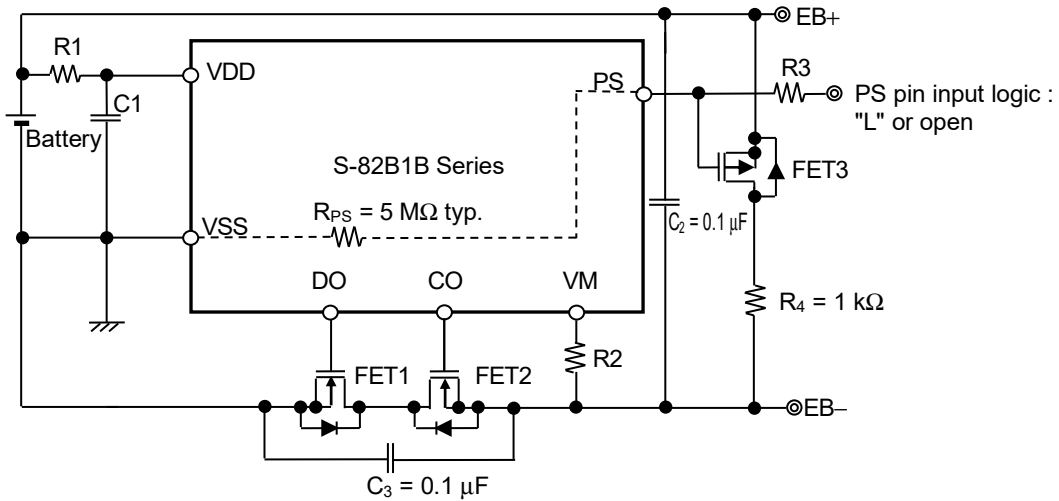 EB+
R1
VDD
PS
R3
C1
PS pin input logic :
"L" or open
Battery
S-82B1B Series
FET3
RPS = 5 MΩ typ.
C2 = 0.1 μF
VSS
DO
CO
VM
R4 = 1 kΩ
R2
FET1
FET2
EB−
C3 = 0.1 μF